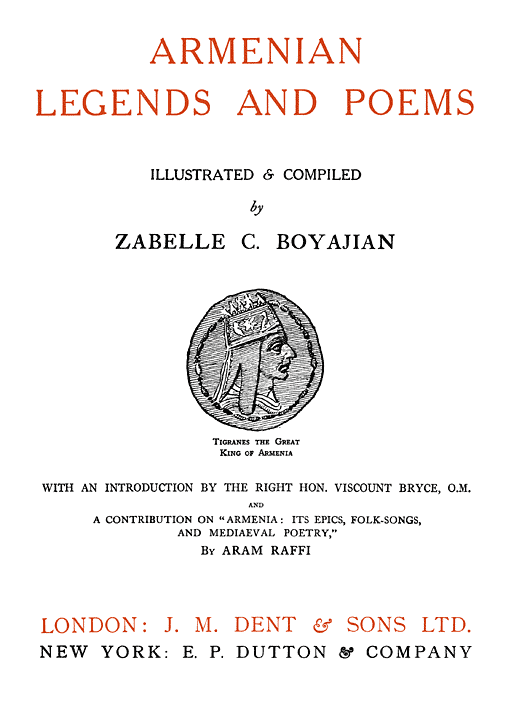 ARMENIAN
LEGENDS AND POEMS
ILLUSTRATED & COMPILED
by
ZABELLE C. BOYAJIAN
TIGRANES THE GREAT
KING OF ARMENIA
WITH AN INTRODUCTION BY THE RIGHT HON. VISCOUNT BRYCE, O.M.
AND
A CONTRIBUTION ON “ARMENIA: ITS EPICS, FOLK-SONGS,
AND MEDIAEVAL POETRY,”
BY ARAM RAFFI
LONDON: J. M. DENT & SONS LTD.
NEW YORK: E. P. DUTTON & COMPANY